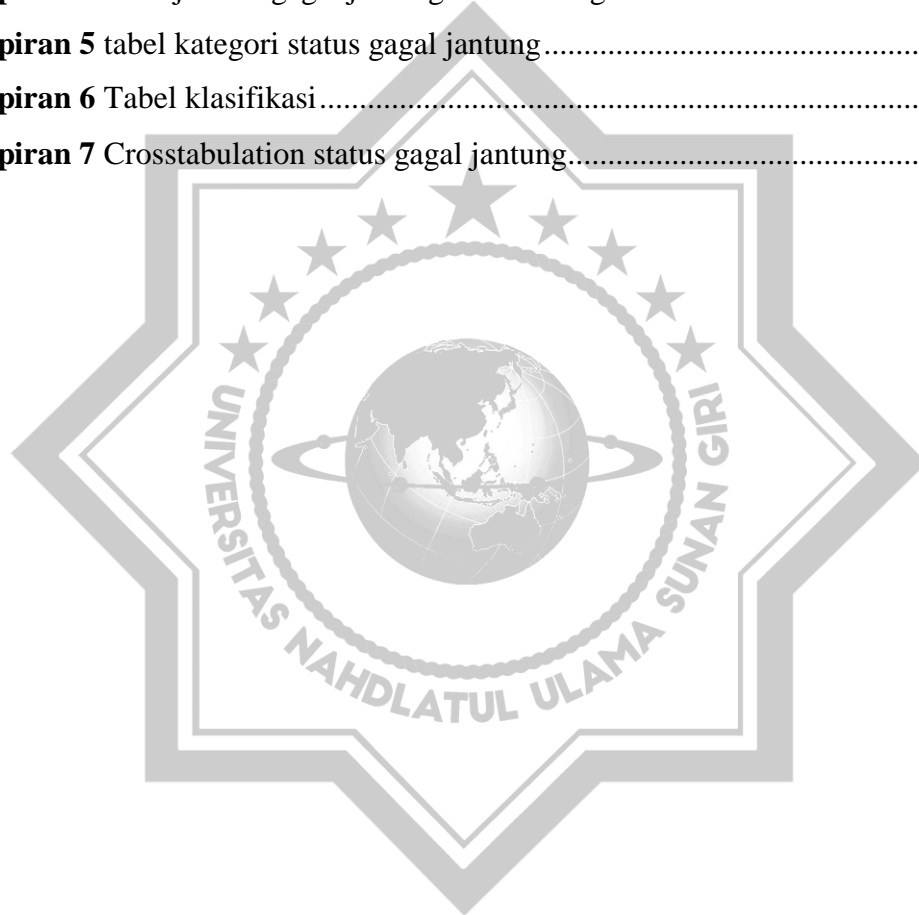 piran 5 tabel kategori status gagal jantung................................................
piran 6 Tabel klasifikasi...............................................................................
piran 7 Crosstabulation status gagal jantung.............................................
UNIVERSITAS NAHDLATUL ULAMA SUNAN GIRI